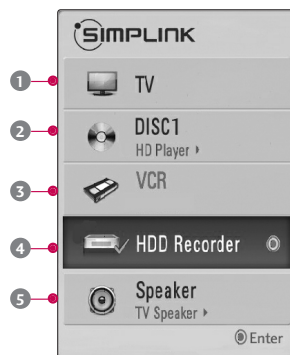 SIMPLINK
1 TV
2 DISC1
HD Player ▸
3 VCR
4 HDD Recorder
5 Speaker
TV Speaker ▸
Enter